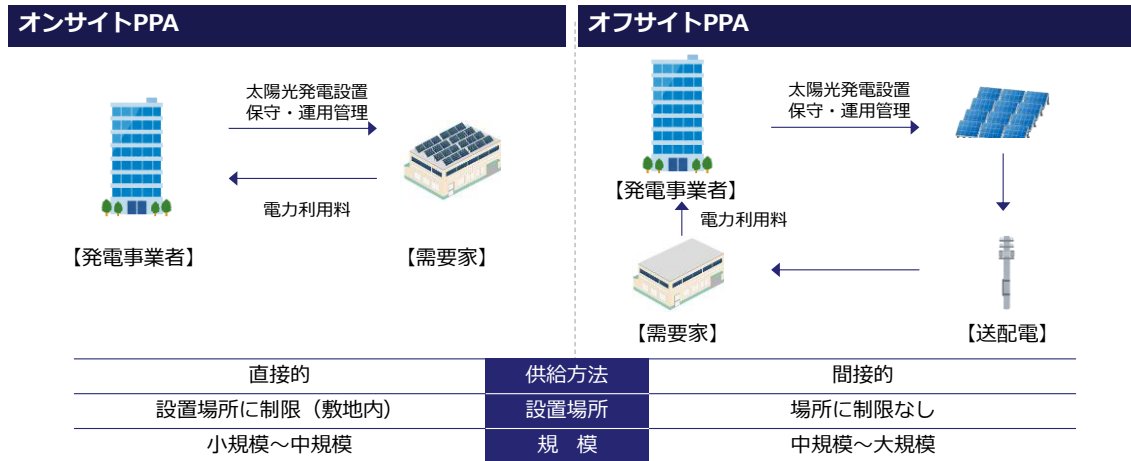 オンサイトPPA
太陽光発電設置
保守・運用管理
電力利用料
【発電事業者】
【需要家】
オフサイトPPA
太陽光発電設置
保守・運用管理
【発電事業者】
電力利用料
【需要家】
【送配電】
直接的 供給方法 間接的
設置場所に制限（敷地内） 設置場所 場所に制限なし
小規模～中規模 規　模 中規模～大規模